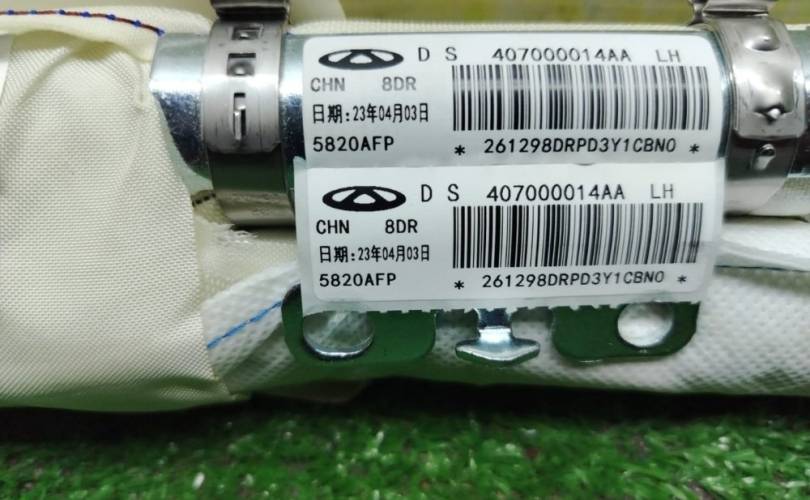 D S 407000014AA LH
CHN 8DR
日期:23年04月03日
5820AFP * 261298DRPD3Y1CBN0 *
D S 407000014AA LH
CHN 8DR
日期:23年04月03日
5820AFP * 261298DRPD3Y1CBN0 *